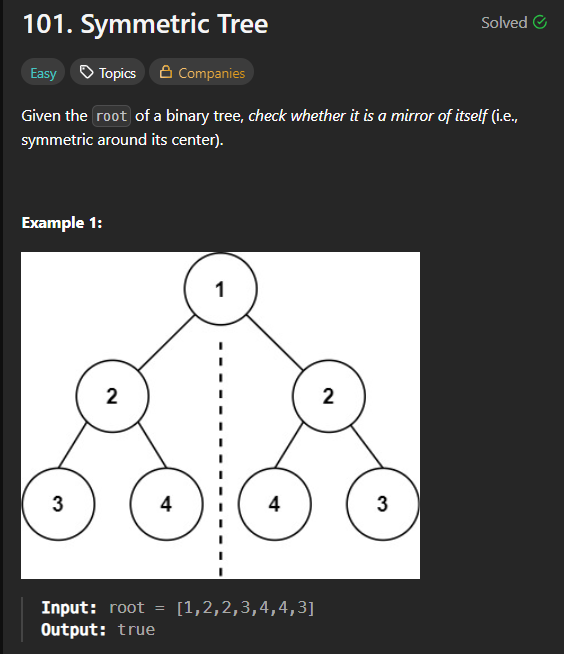 101. Symmetric Tree
Solved
Easy
Topics
Companies
Given the root of a binary tree, check whether it is a mirror of itself (i.e.,
symmetric around its center).
Example 1:
1
2 2
3 4 4 3
Input: root = [1,2,2,3,4,4,3]
Output: true